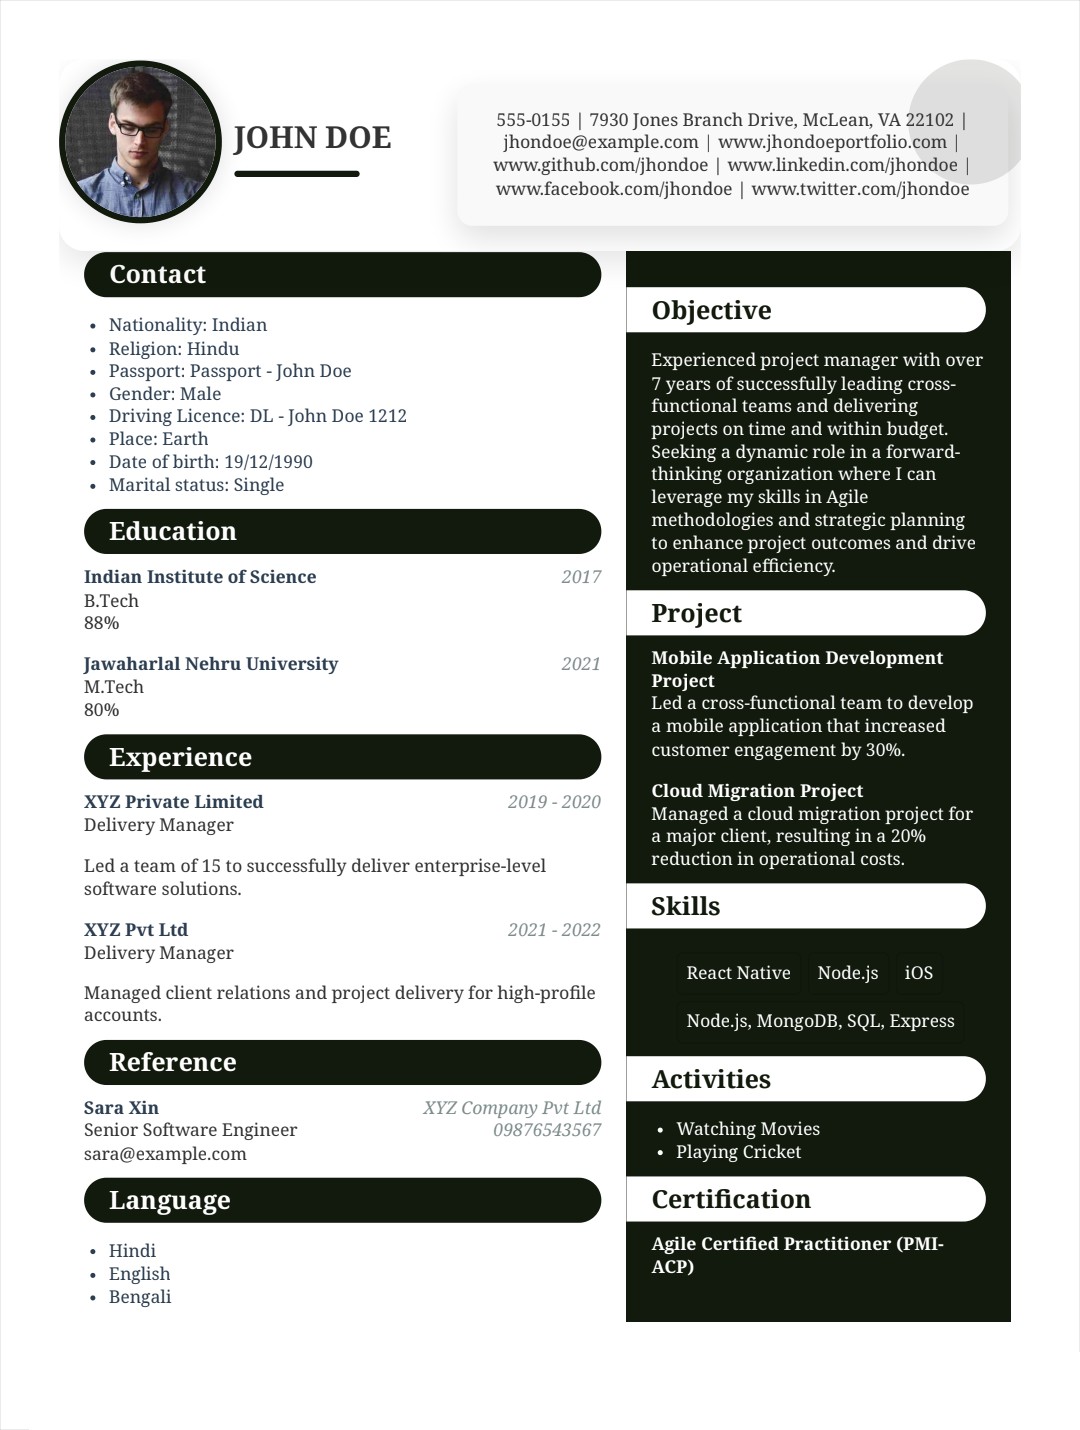 JOHN DOE
555-0155 | 7930 Jones Branch Drive, McLean, VA 22102 |
jhondoe@example.com | www.jhondoeportfolio.com |
www.github.com/jhondoe | www.linkedin.com/jhondoe |
www.facebook.com/jhondoe | www.twitter.com/jhondoe
Contact
• Nationality: Indian
• Religion: Hindu
• Passport: Passport - John Doe
• Gender: Male
• Driving Licence: DL - John Doe 1212
• Place: Earth
• Date of birth: 19/12/1990
• Marital status: Single
Education
Indian Institute of Science 2017
B.Tech
88%
Jawaharlal Nehru University 2021
M.Tech
80%
Experience
XYZ Private Limited 2019 - 2020
Delivery Manager
Led a team of 15 to successfully deliver enterprise-level
software solutions.
XYZ Pvt Ltd 2021 - 2022
Delivery Manager
Managed client relations and project delivery for high-profile
accounts.
Reference
Sara Xin XYZ Company Pvt Ltd
Senior Software Engineer 09876543567
sara@example.com
Language
• Hindi
• English
• Bengali
Objective
Experienced project manager with over
7 years of successfully leading cross-
functional teams and delivering
projects on time and within budget.
Seeking a dynamic role in a forward-
thinking organization where I can
leverage my skills in Agile
methodologies and strategic planning
to enhance project outcomes and drive
operational efficiency.
Project
Mobile Application Development
Project
Led a cross-functional team to develop
a mobile application that increased
customer engagement by 30%.
Cloud Migration Project
Managed a cloud migration project for
a major client, resulting in a 20%
reduction in operational costs.
Skills
React Native Node.js iOS
Node.js, MongoDB, SQL, Express
Activities
• Watching Movies
• Playing Cricket
Certification
Agile Certified Practitioner (PMI-
ACP)